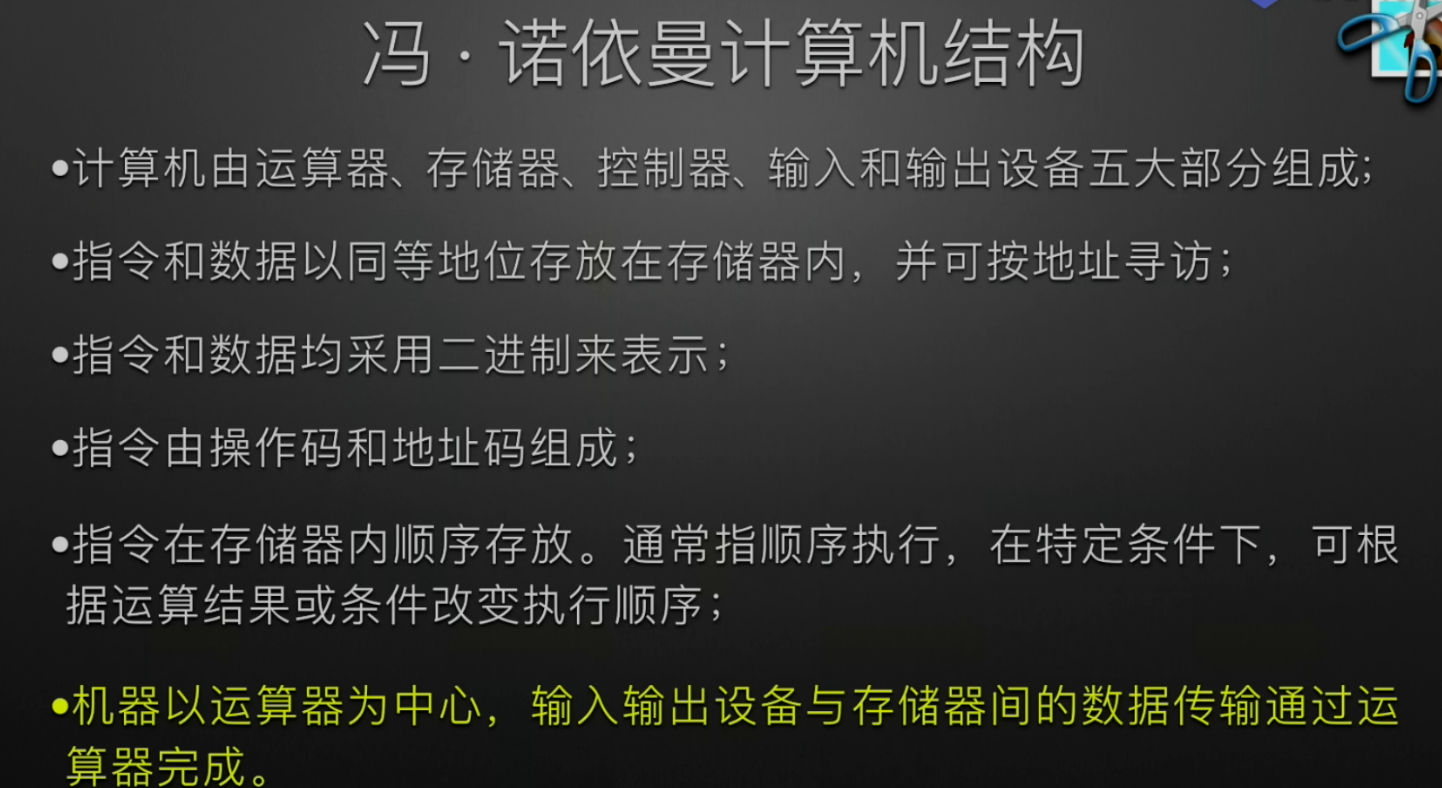 冯·诺依曼计算机结构
•计算机由运算器、存储器、控制器、输入和输出设备五大部分组成;
•指令和数据以同等地位存放在存储器内，并可按地址寻访；
•指令和数据均采用二进制来表示；
•指令由操作码和地址码组成；
•指令在存储器内顺序存放。通常指顺序执行，在特定条件下，可根
据运算结果或条件改变执行顺序；
•机器以运算器为中心，输入输出设备与存储器间的数据传输通过运
算器完成。